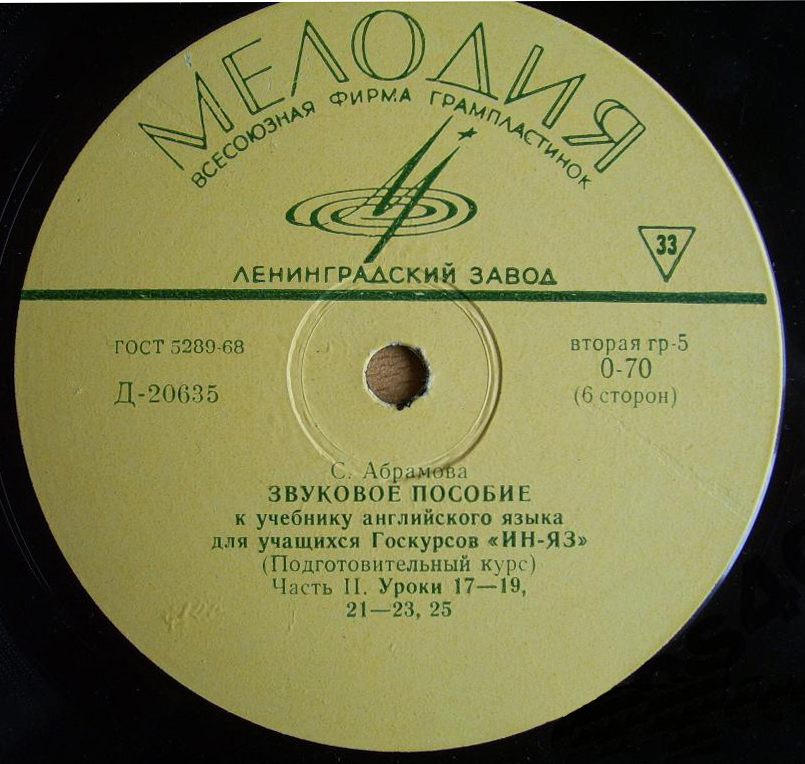 МЕЛОДИЯ
ВСЕСОЮЗНАЯ ФИРМА ГРАМПЛАСТИНОК
33
ЛЕНИНГРАДСКИЙ ЗАВОД
ГОСТ 5289-68
вторая гр-5
Д-20635
0-70
(6 сторон)
С. Абрамова
ЗВУКОВОЕ ПОСОБИЕ
к учебнику английского языка
для учащихся Госкурсов «ИН-ЯЗ»
(Подготовительный курс)
Часть II. Уроки 17—19,
21—23, 25